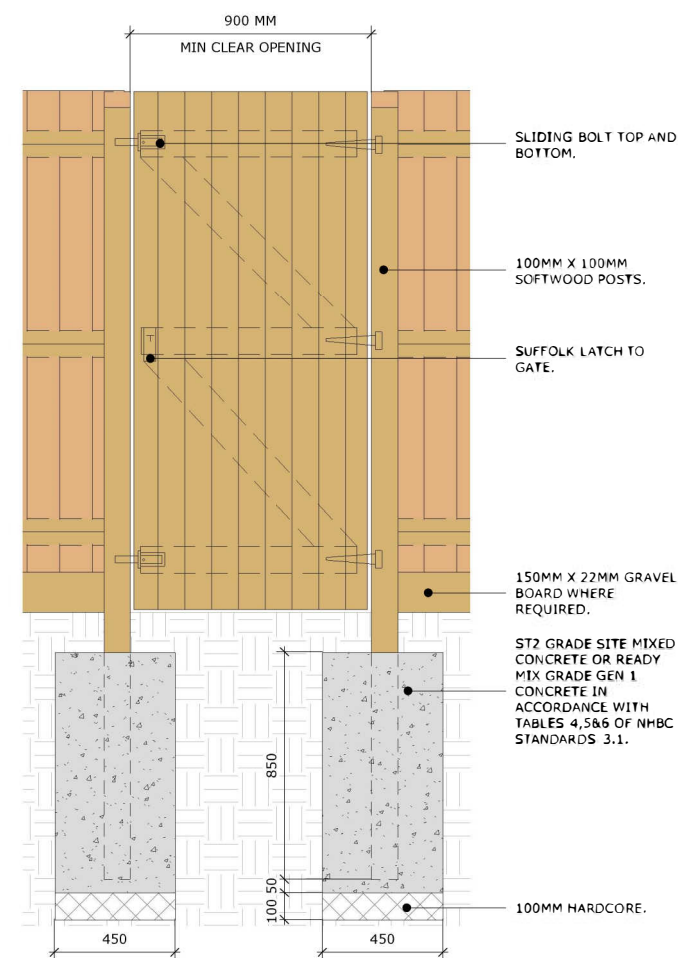 900 MM
MIN CLEAR OPENING
SLIDING BOLT TOP AND
BOTTOM.
100MM X 100MM
SOFTWOOD POSTS.
SUFFOLK LATCH TO
GATE.
150MM X 22MM GRAVEL
BOARD WHERE
REQUIRED.
ST2 GRADE SITE MIXED
CONCRETE OR READY
MIX GRADE GEN 1
CONCRETE IN
ACCORDANCE WITH
TABLES 4,5&6 OF NHBC
STANDARDS 3.1.
850
50
100
100MM HARDCORE.
450
450